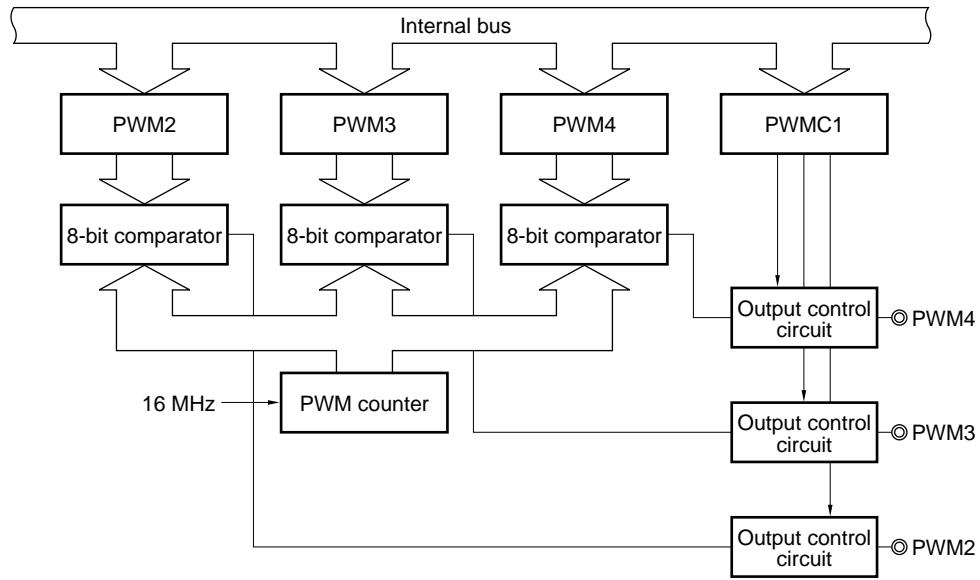 Internal bus
PWM2
PWM3
PWM4
PWMC1
8-bit comparator
8-bit comparator
8-bit comparator
Output control
circuit
PWM4
16 MHz
PWM counter
Output control
circuit
PWM3
Output control
circuit
PWM2